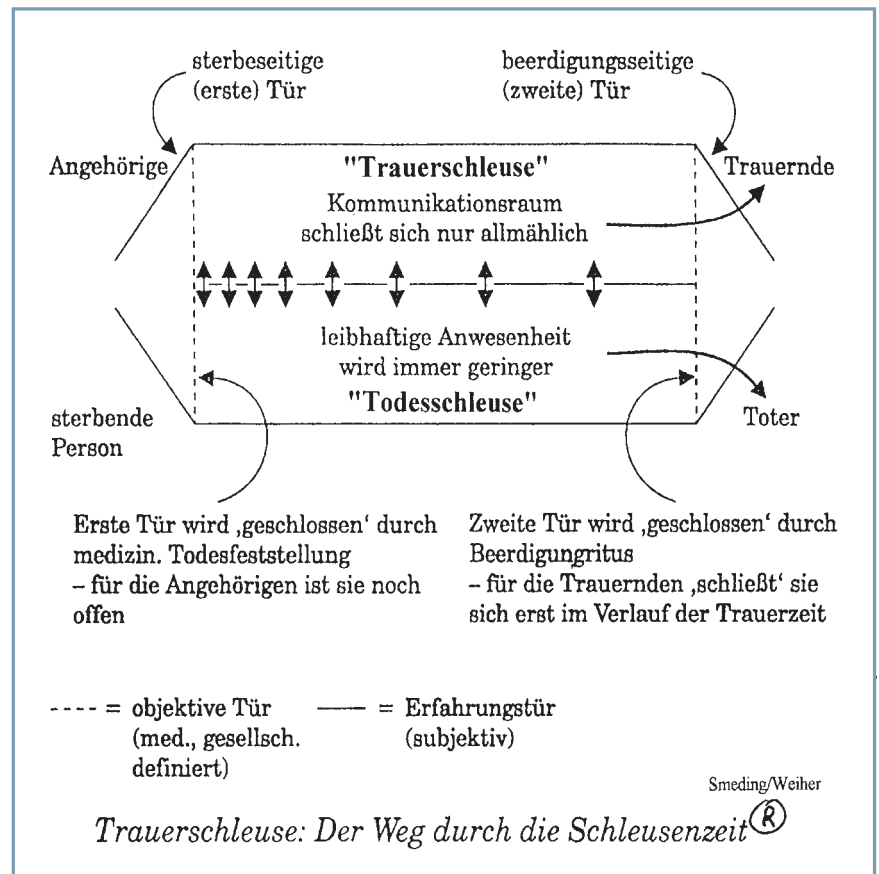 sterbeseitige
(erste) Tür
beerdigungsseitige
(zweite) Tür
Angehörige
"Trauerschleuse"
Trauernde
Kommunikationsraum
schließt sich nur allmählich
leibhaftige Anwesenheit
wird immer geringer
"Todesschleuse"
sterbende
Person
Toter
Erste Tür wird ‚geschlossen‘ durch
medizin. Todesfeststellung
– für die Angehörigen ist sie noch
offen
Zweite Tür wird ‚geschlossen‘ durch
Beerdigungritus
– für die Trauernden ‚schließt‘ sie
sich erst im Verlauf der Trauerzeit
---- = objektive Tür
(med., gesellsch.
definiert)
—— = Erfahrungstür
(subjektiv)
Smeding/Weiher
Trauerschleuse: Der Weg durch die Schleusenzeit®